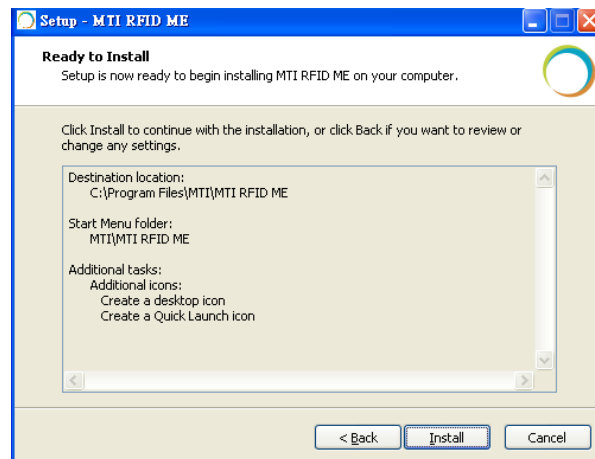 Setup - MTI RFID ME
Ready to Install
Setup is now ready to begin installing MTI RFID ME on your computer.
Click Install to continue with the installation, or click Back if you want to review or
change any settings.
Destination location:
C:\Program Files\MTI\MTI RFID ME
Start Menu folder:
MTI\MTI RFID ME
Additional tasks:
Additional icons:
Create a desktop icon
Create a Quick Launch icon
< Back Install Cancel